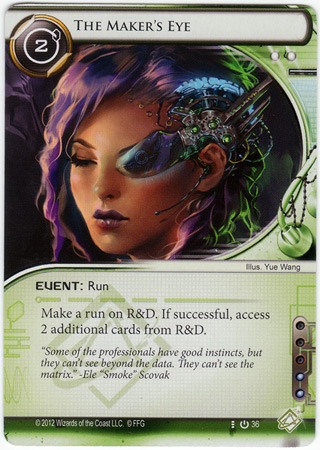 The Maker's Eye
2
Illus. Yue Wang
EVENT: Run
Make a run on R&D. If successful, access
2 additional cards from R&D.
"Some of the professionals have good instincts, but
they can't see beyond the data. They can't see the
matrix." -Ele "Smoke" Scovak
© 2012 Wizards of the Coast LLC. © FFG
36